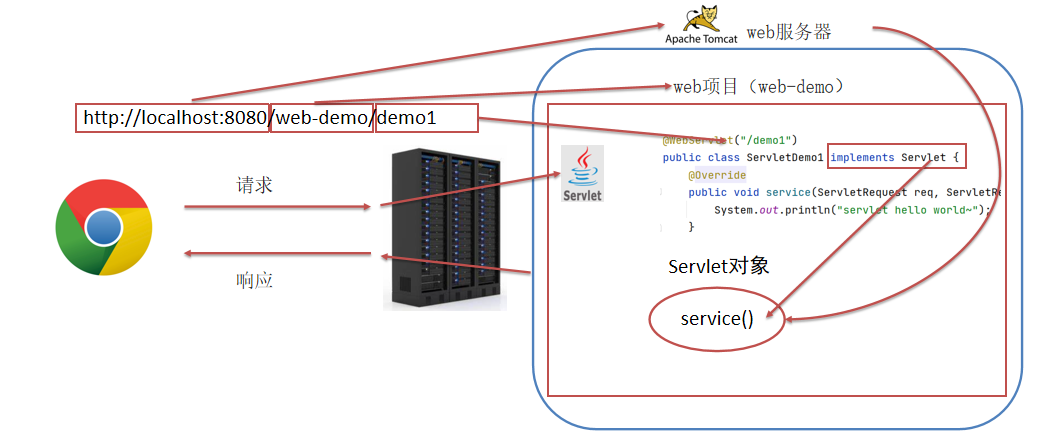 Apache Tomcat web服务器
web项目（web-demo）
http://localhost:8080/web-demo/demo1
@WebServlet("/demo1")
public class ServletDemo1 implements Servlet {
@Override
public void service(ServletRequest req, ServletRe
System.out.println("servlet hello world~");
}
Java
Servlet
请求
响应
Servlet对象
service()